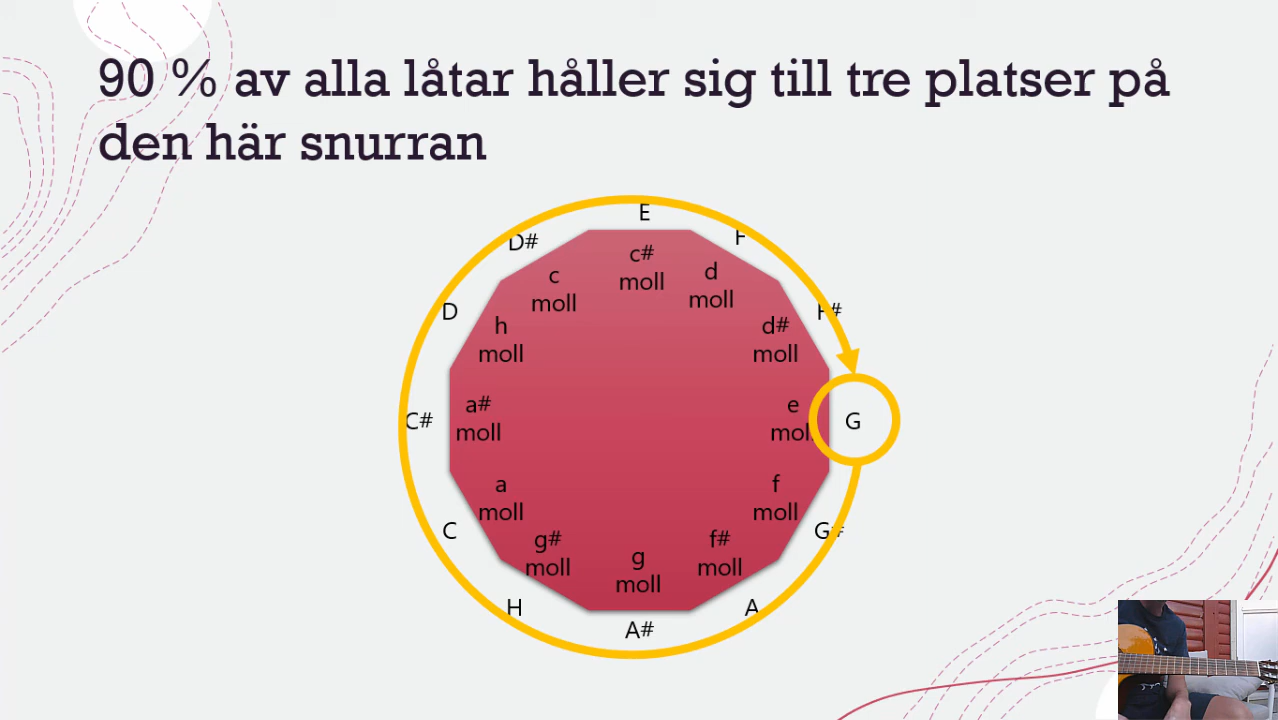 90 % av alla låtar håller sig till tre platser på
den här snurran
E
D#
F
c#
moll
c
moll
d
moll
D
F#
h
moll
d#
moll
C#
a#
moll
e
moll
G
a
moll
f
moll
C
G#
g#
moll
g
moll
f#
moll
H
A
A#